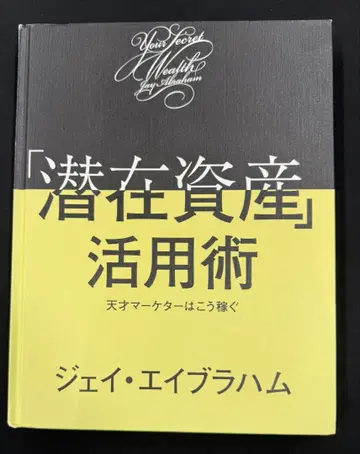 Your Secret
Wealth
Jay Abraham
「潜在資産」
活用術
天才マーケターはこう稼ぐ
ジェイ・エイブラハム